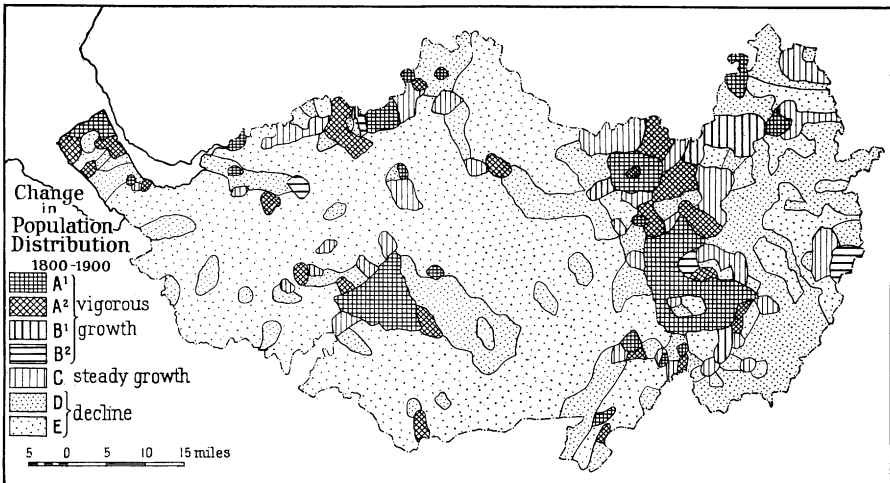 Change
in
Population
Distribution
1800-1900
A¹
A² vigorous
B¹ growth
B²
C steady growth
D
E decline
5 0 5 10 15 miles